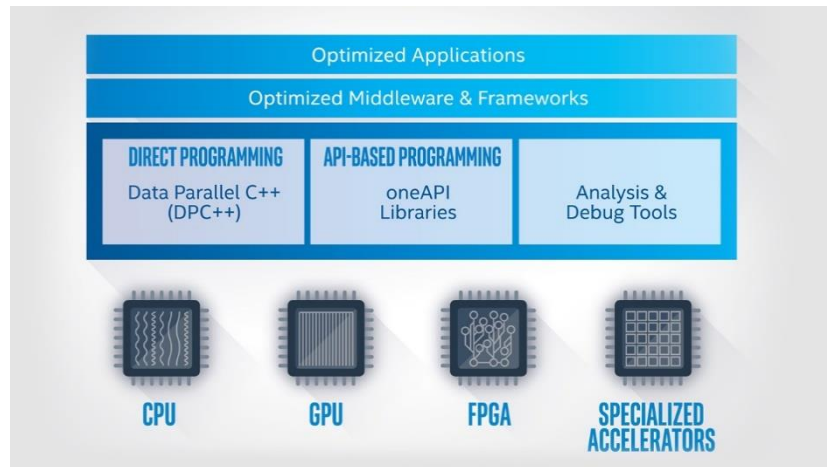 Optimized Applications
Optimized Middleware & Frameworks
DIRECT PROGRAMMING
Data Parallel C++
(DPC++)
API-BASED PROGRAMMING
oneAPI
Libraries
Analysis &
Debug Tools
CPU
GPU
FPGA
SPECIALIZED
ACCELERATORS